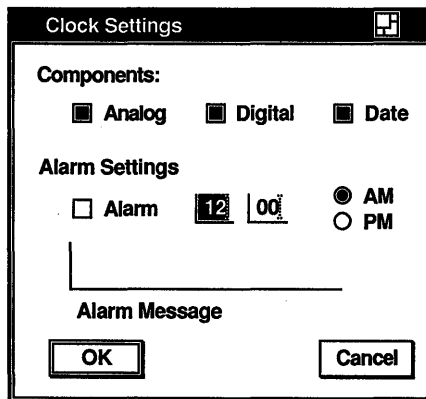 Clock Settings
Components:
Analog Digital Date
Alarm Settings
Alarm 12 00 AM
PM
Alarm Message
OK Cancel